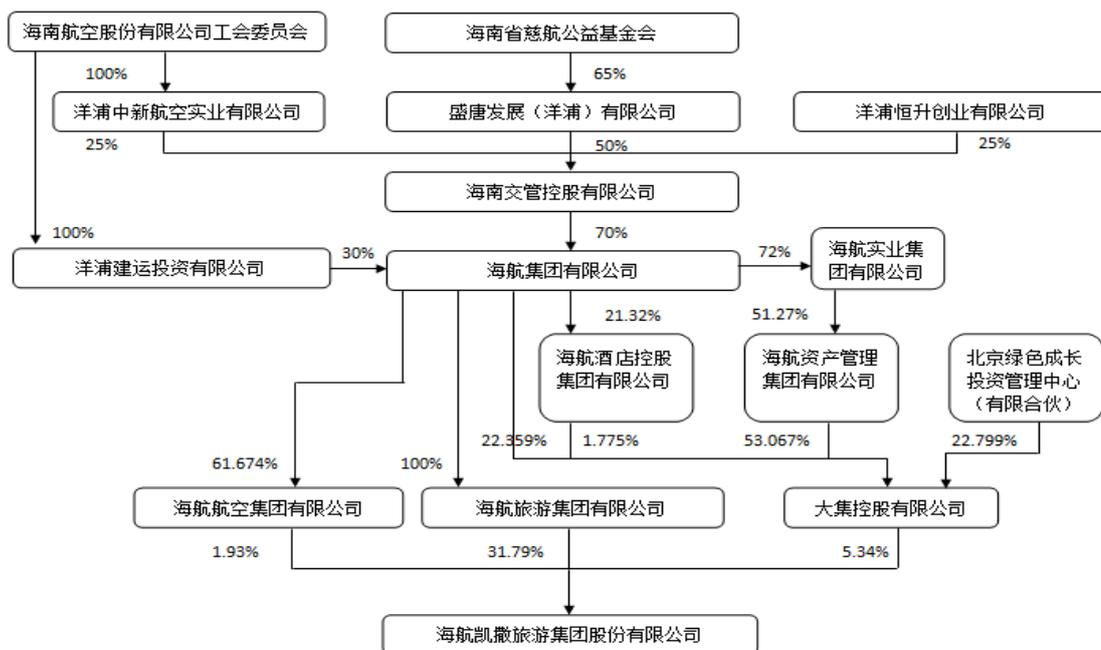 海南航空股份有限公司工会委员会
海南省慈航公益基金会
100%
65%
洋浦中新航空实业有限公司
盛唐发展（洋浦）有限公司
洋浦恒升创业有限公司
25%
50%
25%
海南交管控股有限公司
100%
70%
洋浦建运投资有限公司
30%
海航集团有限公司
72%
海航实业集
团有限公司
21.32%
51.27%
海航酒店控股
集团有限公司
海航资产管理
集团有限公司
北京绿色成长
投资管理中心
（有限合伙）
22.359%
1.775%
53.067%
22.799%
61.674%
100%
海航航空集团有限公司
海航旅游集团有限公司
大集控股有限公司
1.93%
31.79%
5.34%
海航凯撒旅游集团股份有限公司